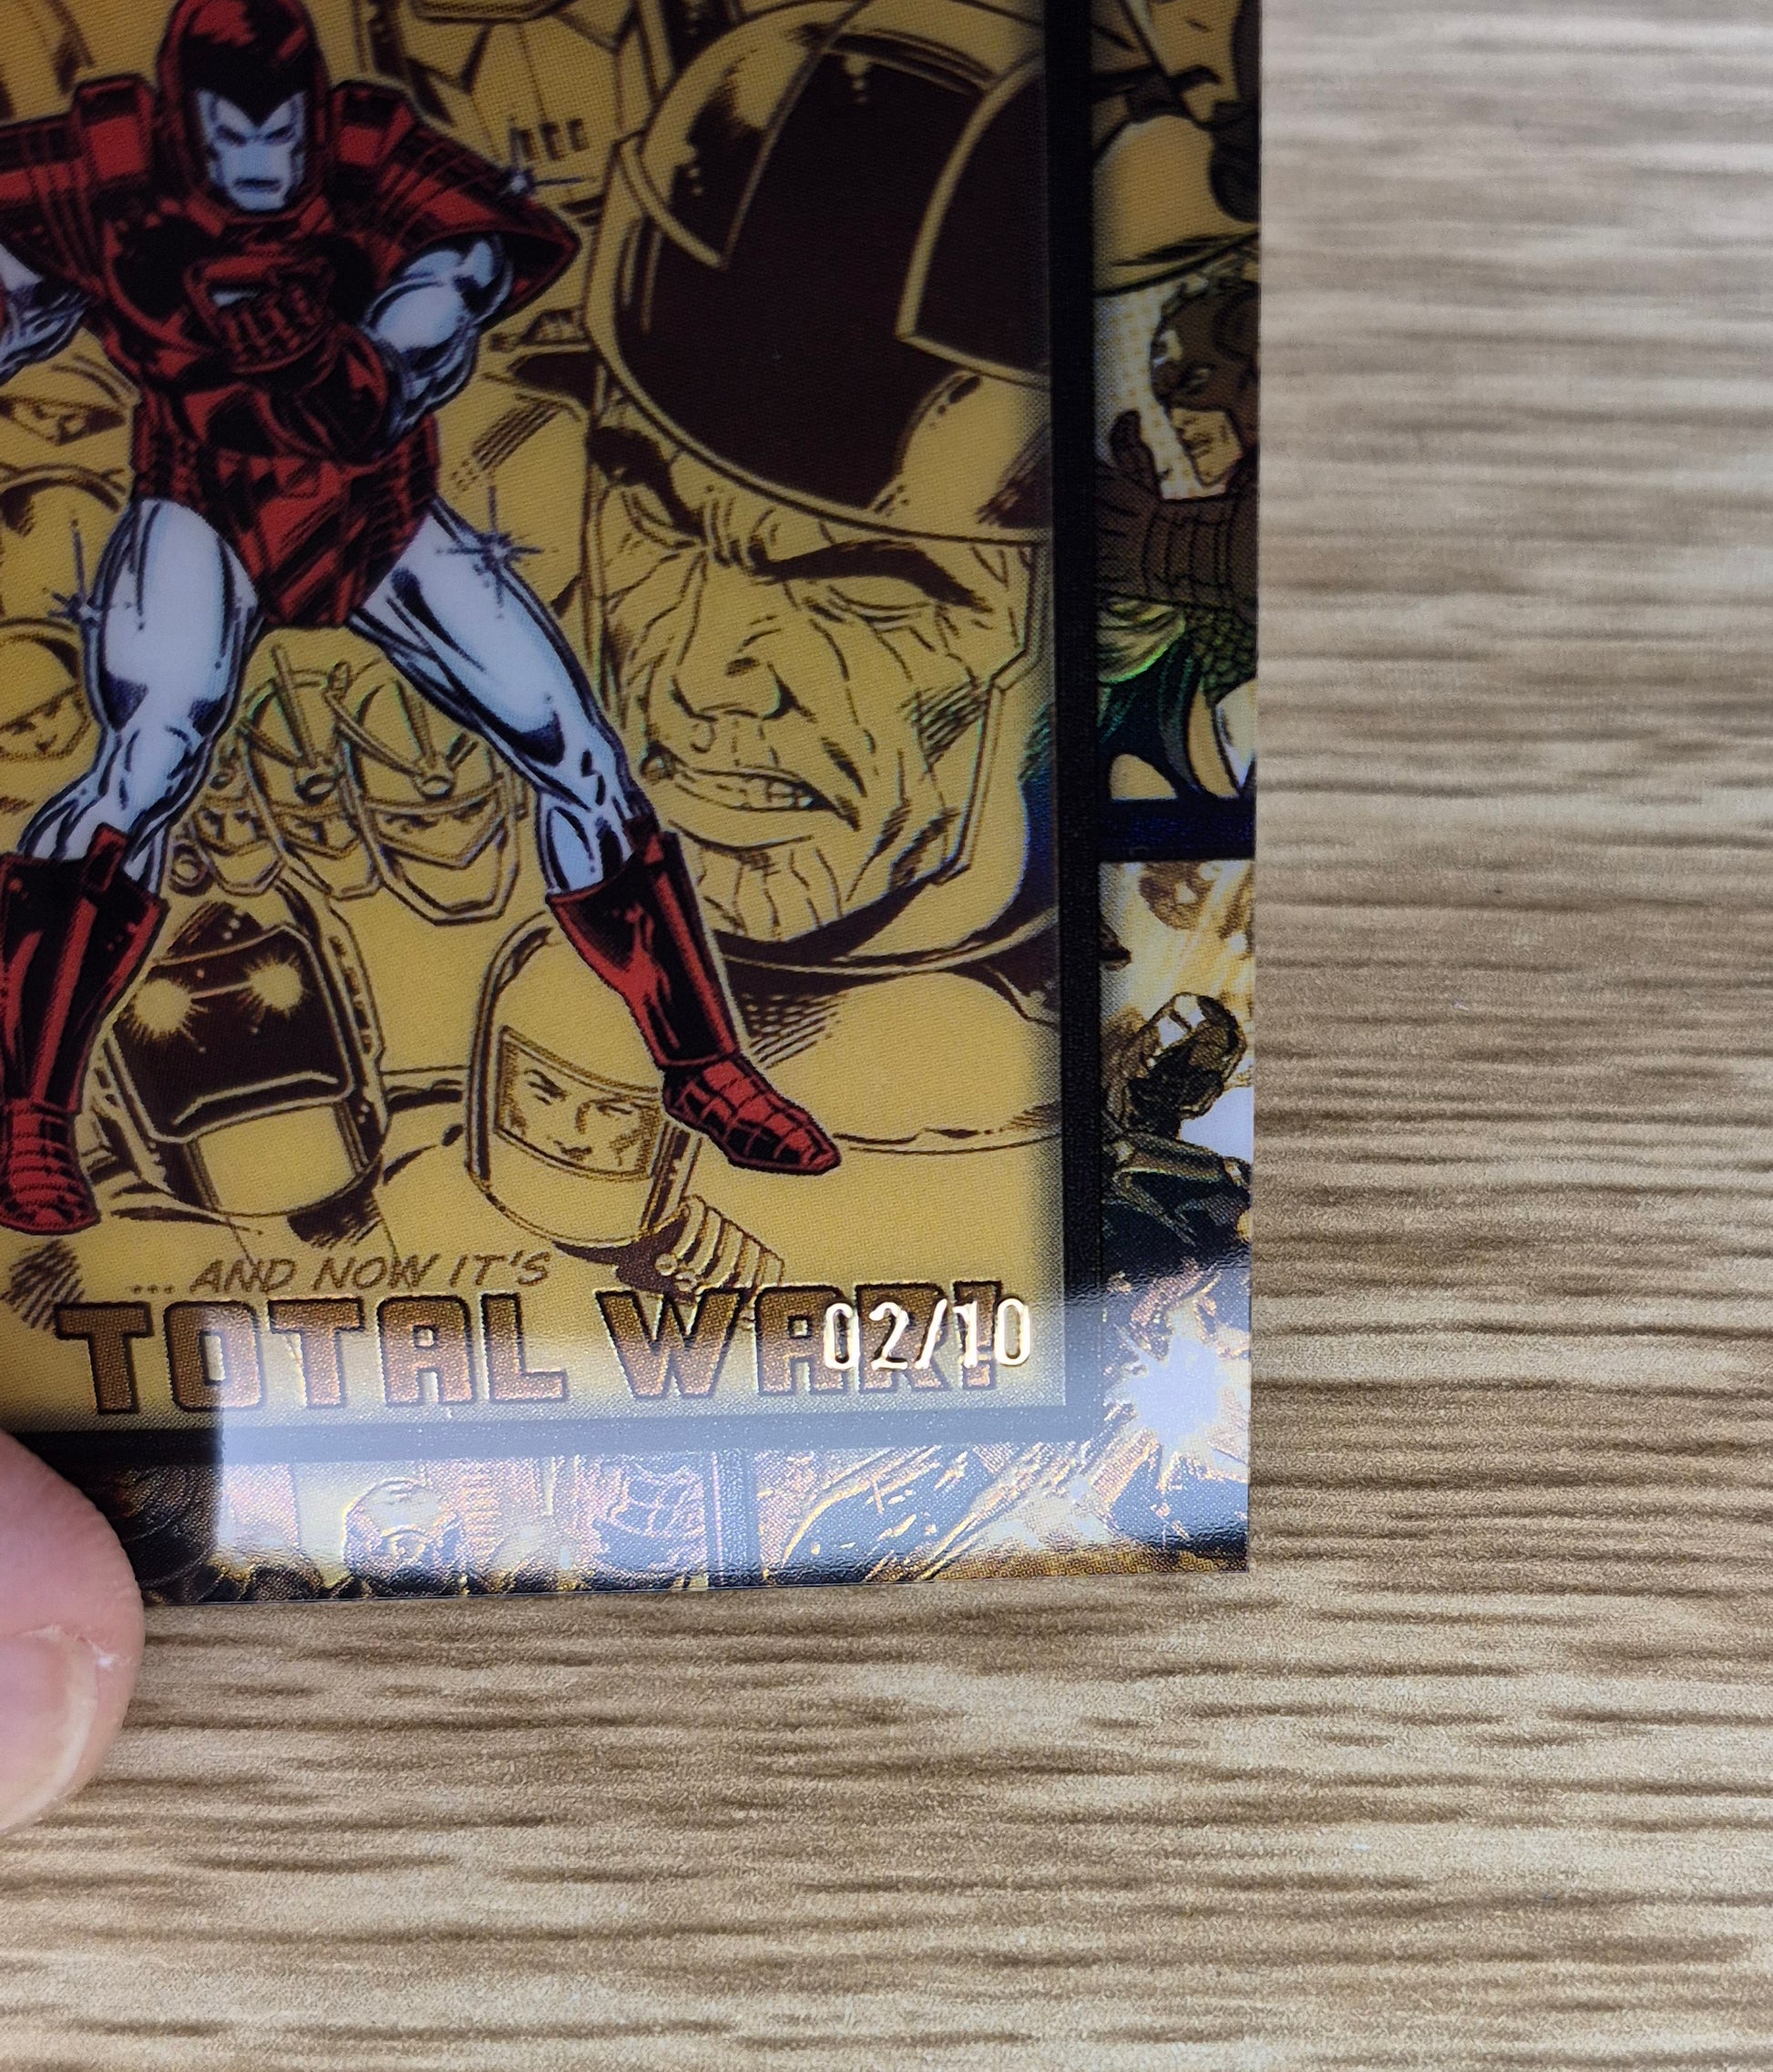 ... AND NOW IT'S
TOTAL WAR!
02/10